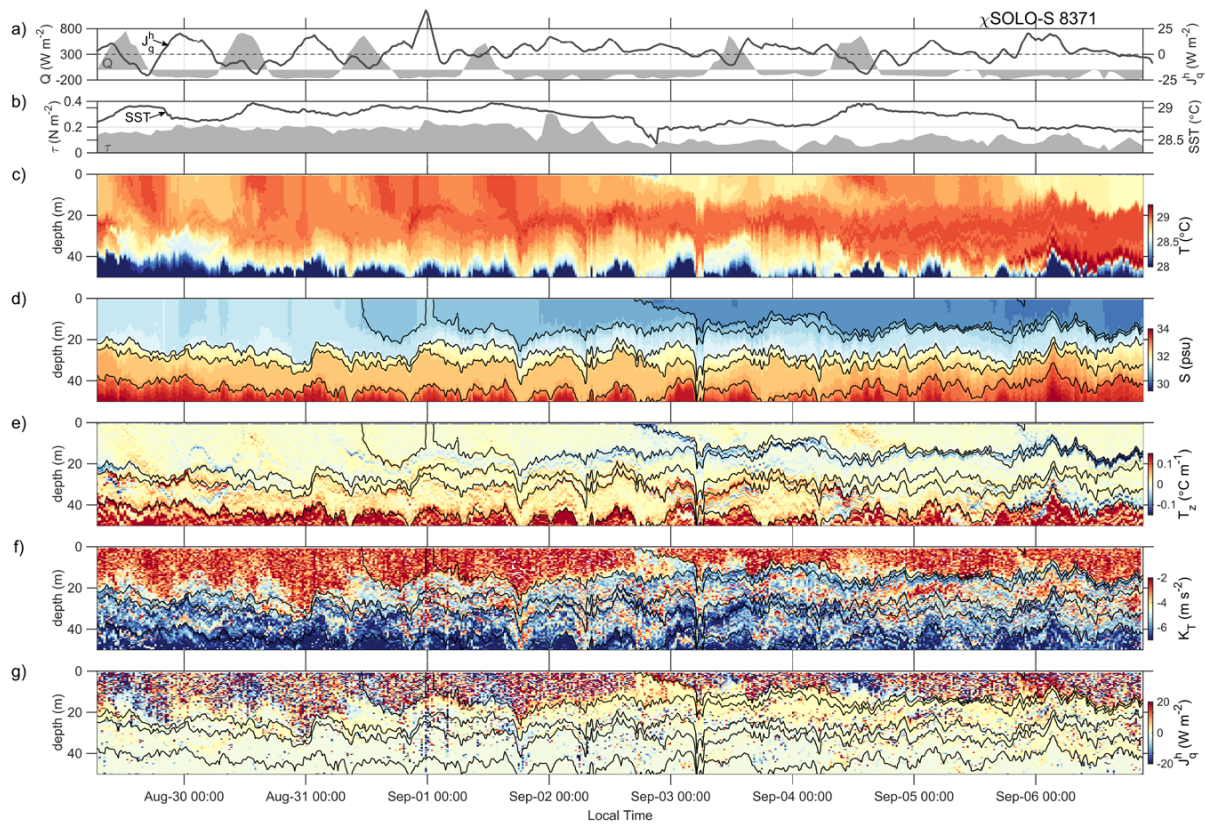 χSOLO-S 8371
a)
Q (W m⁻²)
800
300
-200
J_q^h
Q
25
0
-25
J_q^h (W m⁻²)
b)
τ (N m⁻²)
0.4
0.2
0
SST
τ
29
28.5
SST (°C)
c)
depth (m)
0
20
40
29
28.5
28
T (°C)
d)
depth (m)
0
20
40
34
32
30
S (psu)
e)
depth (m)
0
20
40
0.1
0
-0.1
T_z (°C m⁻¹)
f)
depth (m)
0
20
40
-2
-4
-6
K_T (m s⁻²)
g)
depth (m)
0
20
40
20
0
-20
J_q^h (W m⁻²)
Aug-30 00:00 Aug-31 00:00 Sep-01 00:00 Sep-02 00:00 Sep-03 00:00 Sep-04 00:00 Sep-05 00:00 Sep-06 00:00
Local Time